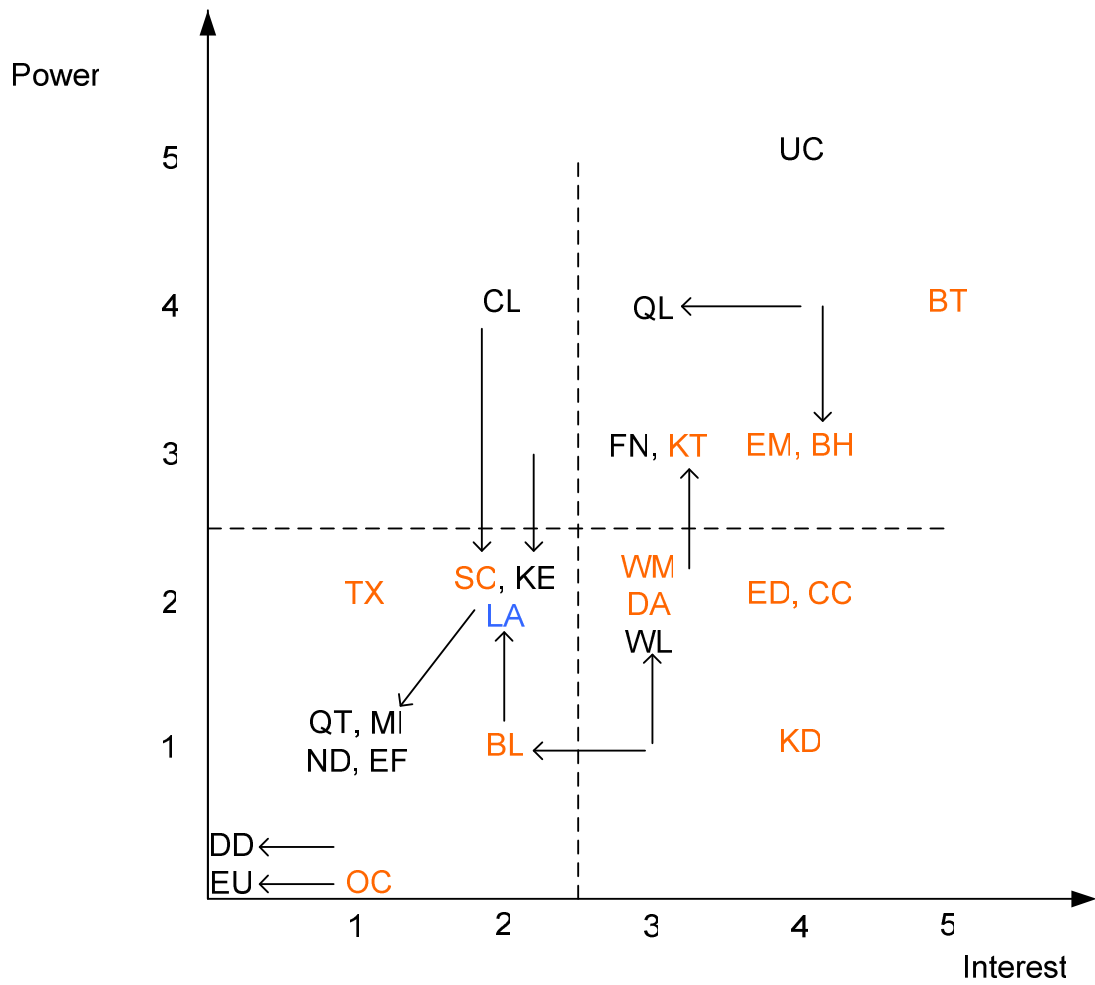 Power
5
UC
4
CL
QL
BT
3
FN, KT
EM, BH
2
TX
SC, KE
LA
WM
DA
WL
ED, CC
1
QT, MI
ND, EF
BL
KD
DD
EU
OC
1
2
3
4
5
Interest